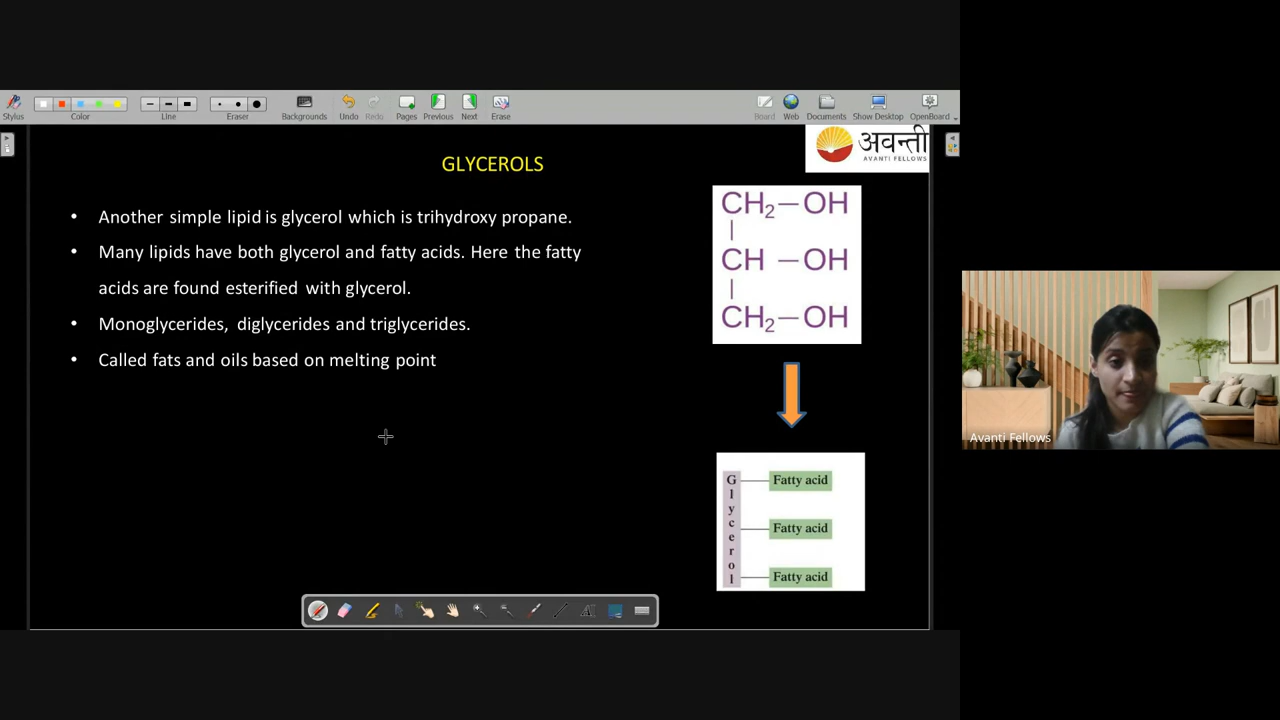 Stylus
Color
Line
Eraser
Backgrounds
Undo
Redo
Pages
Previous
Next
Erase
Board
Web
Documents
Show Desktop
OpenBoard
अवन्ती
AVANTI FELLOWS
GLYCEROLS
• Another simple lipid is glycerol which is trihydroxy propane.
• Many lipids have both glycerol and fatty acids. Here the fatty
acids are found esterified with glycerol.
• Monoglycerides, diglycerides and triglycerides.
• Called fats and oils based on melting point
CH₂—OH
|
CH —OH
|
CH₂—OH
Glycerol
Fatty acid
Fatty acid
Fatty acid
Avanti Fellows